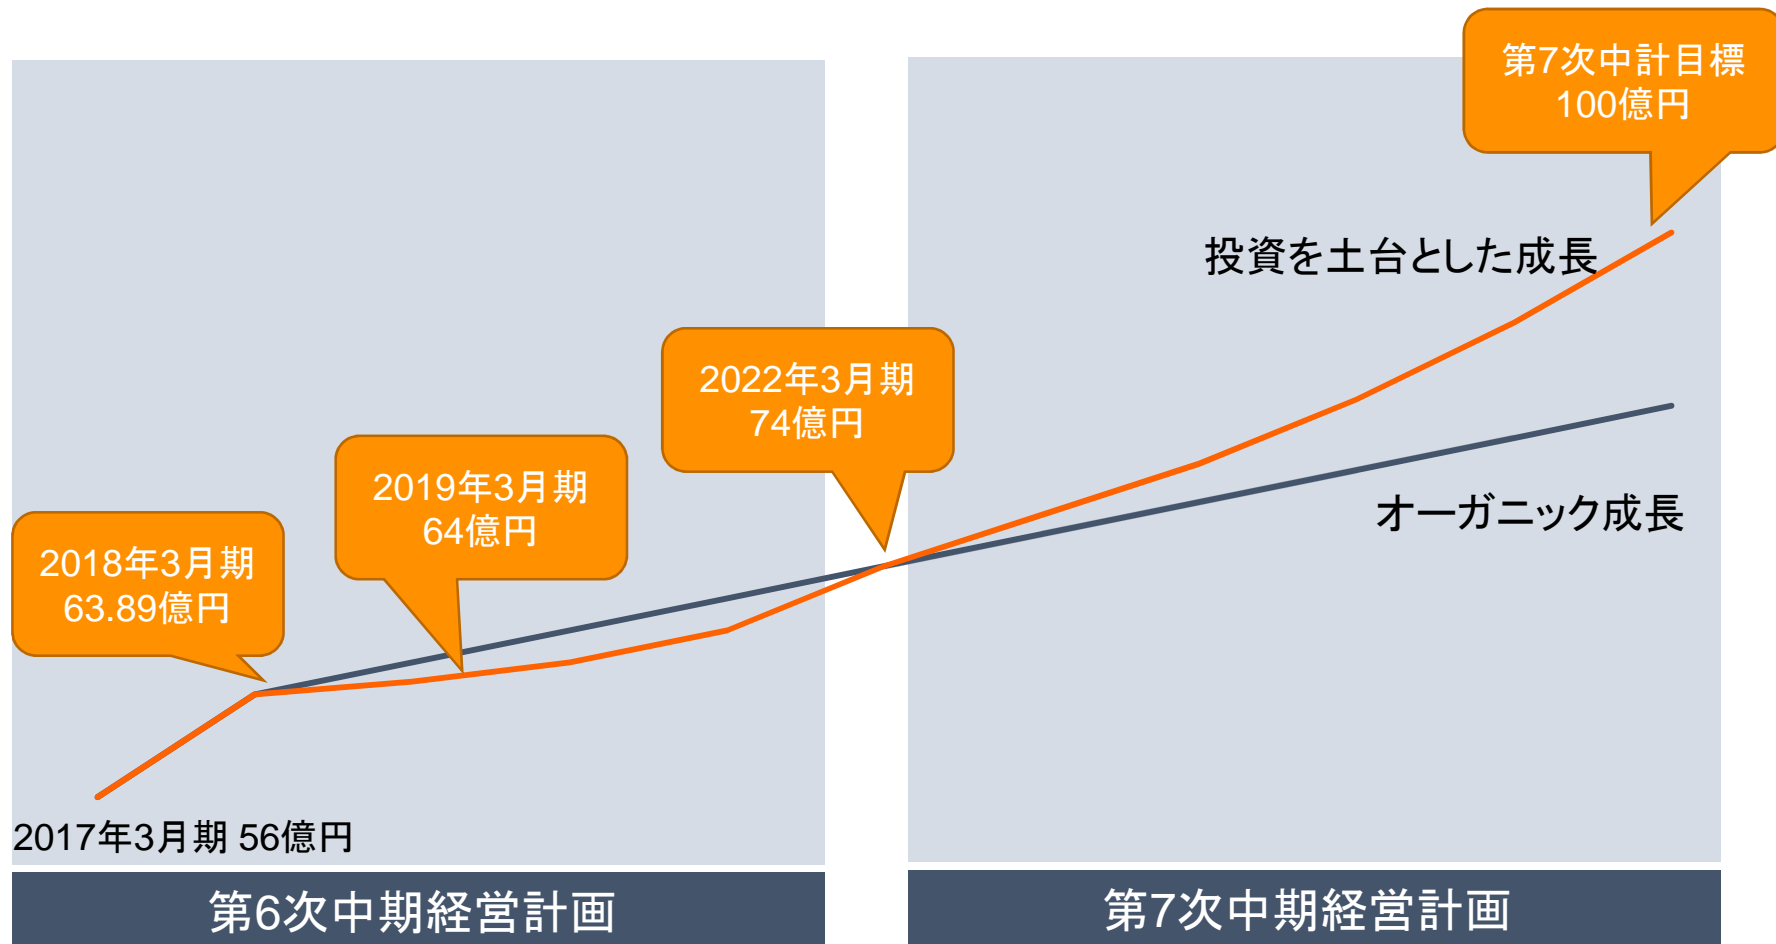 第7次中計目標
100億円
投資を土台とした成長
2022年3月期
74億円
2019年3月期
64億円
オーガニック成長
2018年3月期
63.89億円
2017年3月期 56億円
第6次中期経営計画
第7次中期経営計画